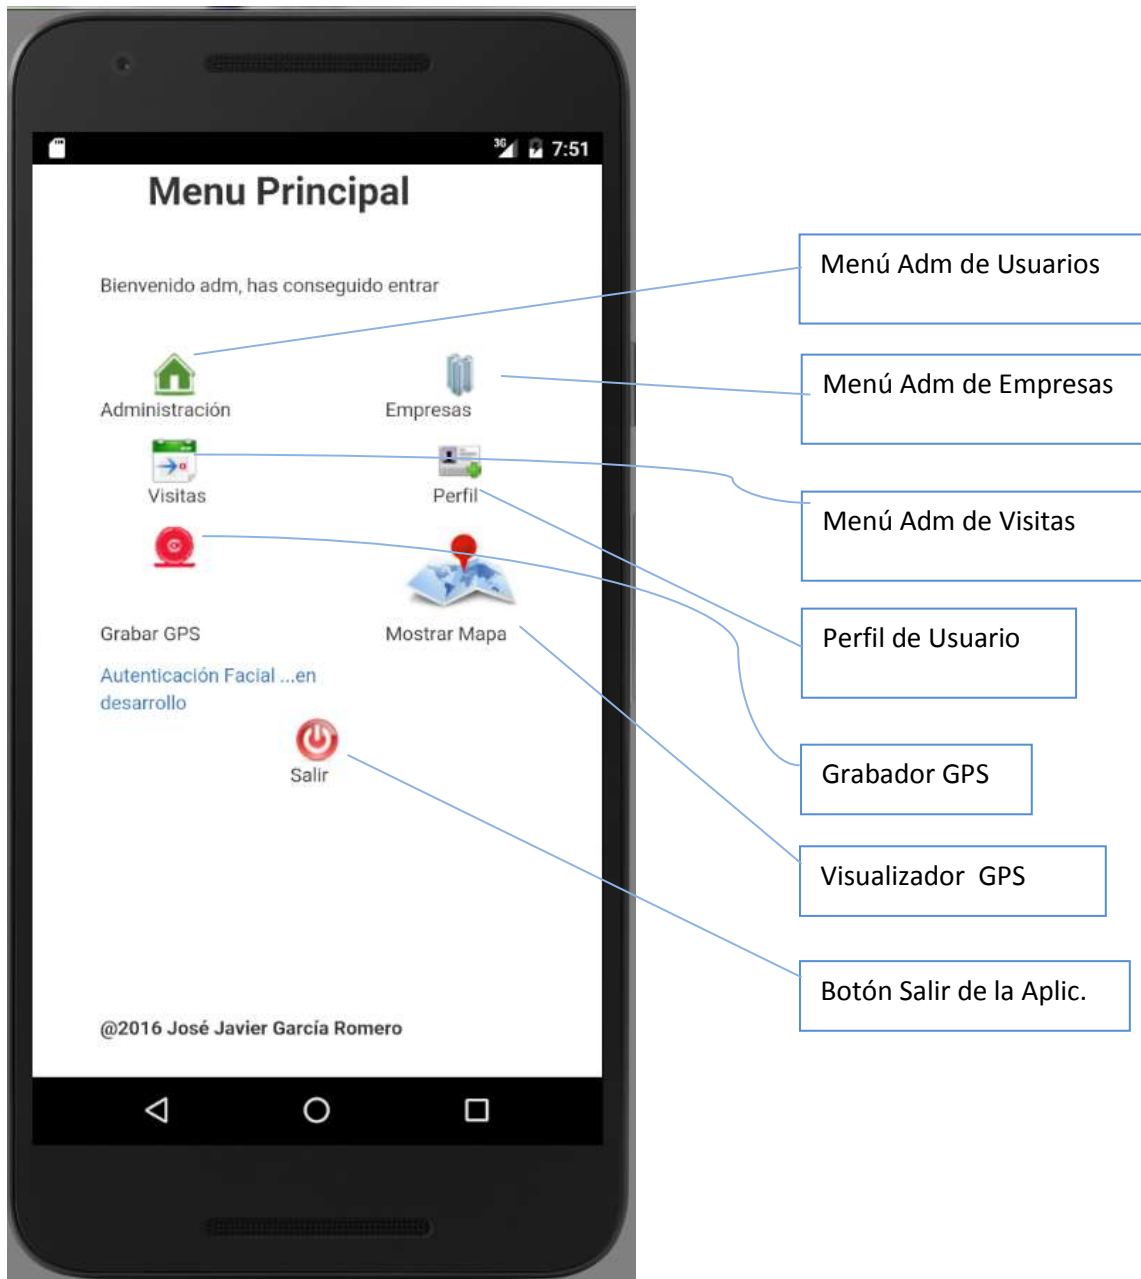 3G 7:51
Menu Principal
Bienvenido adm, has conseguido entrar
Administración
Empresas
Visitas
Perfil
Grabar GPS
Mostrar Mapa
Autenticación Facial ...en
desarrollo
Salir
@2016 José Javier García Romero
Menú Adm de Usuarios
Menú Adm de Empresas
Menú Adm de Visitas
Perfil de Usuario
Grabador GPS
Visualizador GPS
Botón Salir de la Aplic.